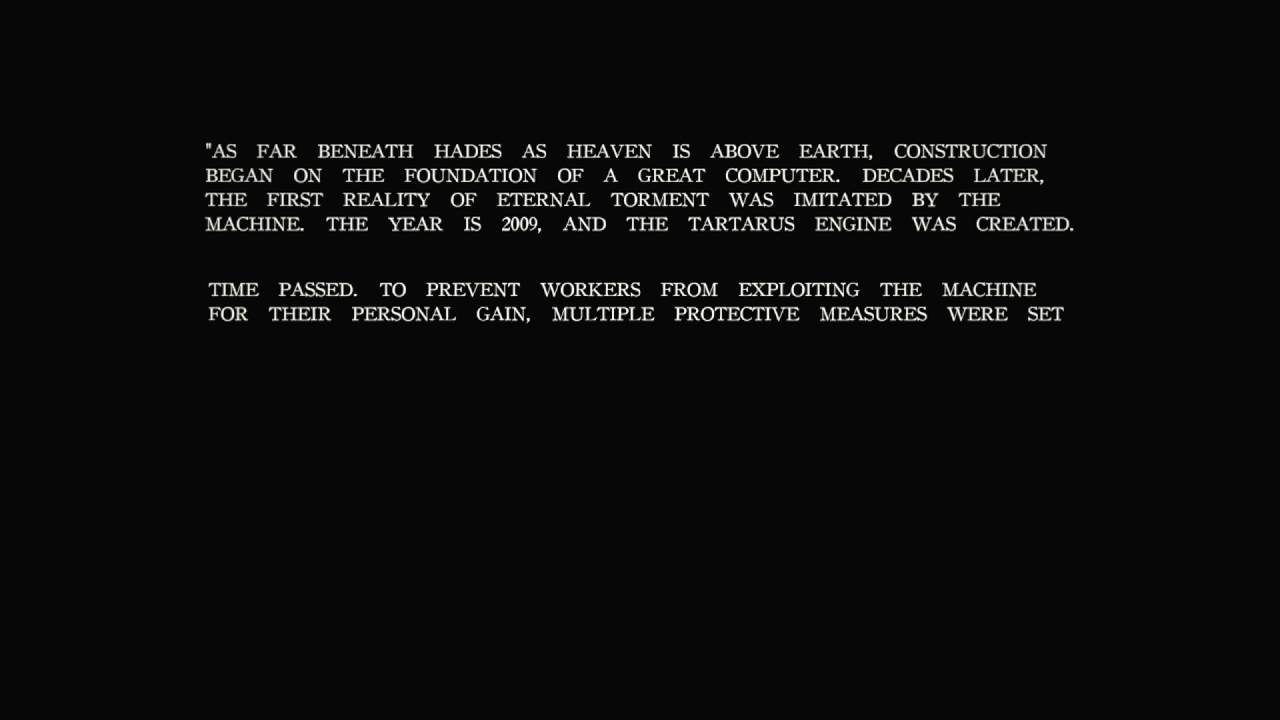 "AS FAR BENEATH HADES AS HEAVEN IS ABOVE EARTH, CONSTRUCTION
BEGAN ON THE FOUNDATION OF A GREAT COMPUTER. DECADES LATER,
THE FIRST REALITY OF ETERNAL TORMENT WAS IMITATED BY THE
MACHINE. THE YEAR IS 2009, AND THE TARTARUS ENGINE WAS CREATED.
TIME PASSED. TO PREVENT WORKERS FROM EXPLOITING THE MACHINE
FOR THEIR PERSONAL GAIN, MULTIPLE PROTECTIVE MEASURES WERE SET